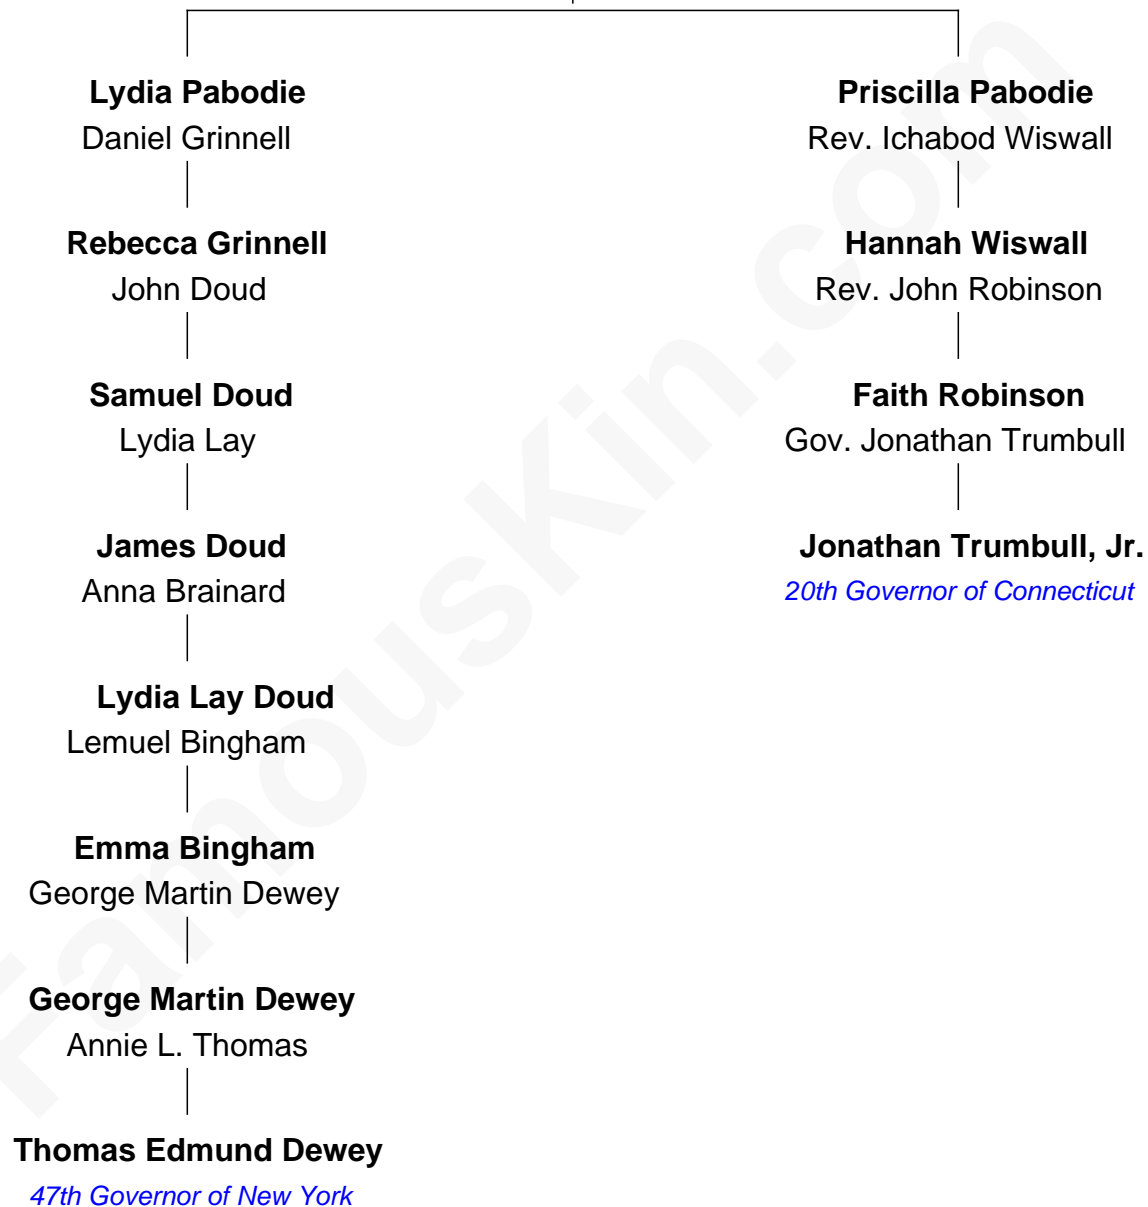 Lydia Pabodie
Daniel Grinnell
Priscilla Pabodie
Rev. Ichabod Wiswall
Rebecca Grinnell
John Doud
Hannah Wiswall
Rev. John Robinson
Samuel Doud
Lydia Lay
Faith Robinson
Gov. Jonathan Trumbull
James Doud
Anna Brainard
Jonathan Trumbull, Jr.
20th Governor of Connecticut
Lydia Lay Doud
Lemuel Bingham
Emma Bingham
George Martin Dewey
George Martin Dewey
Annie L. Thomas
Thomas Edmund Dewey
47th Governor of New York
FamousKin.com